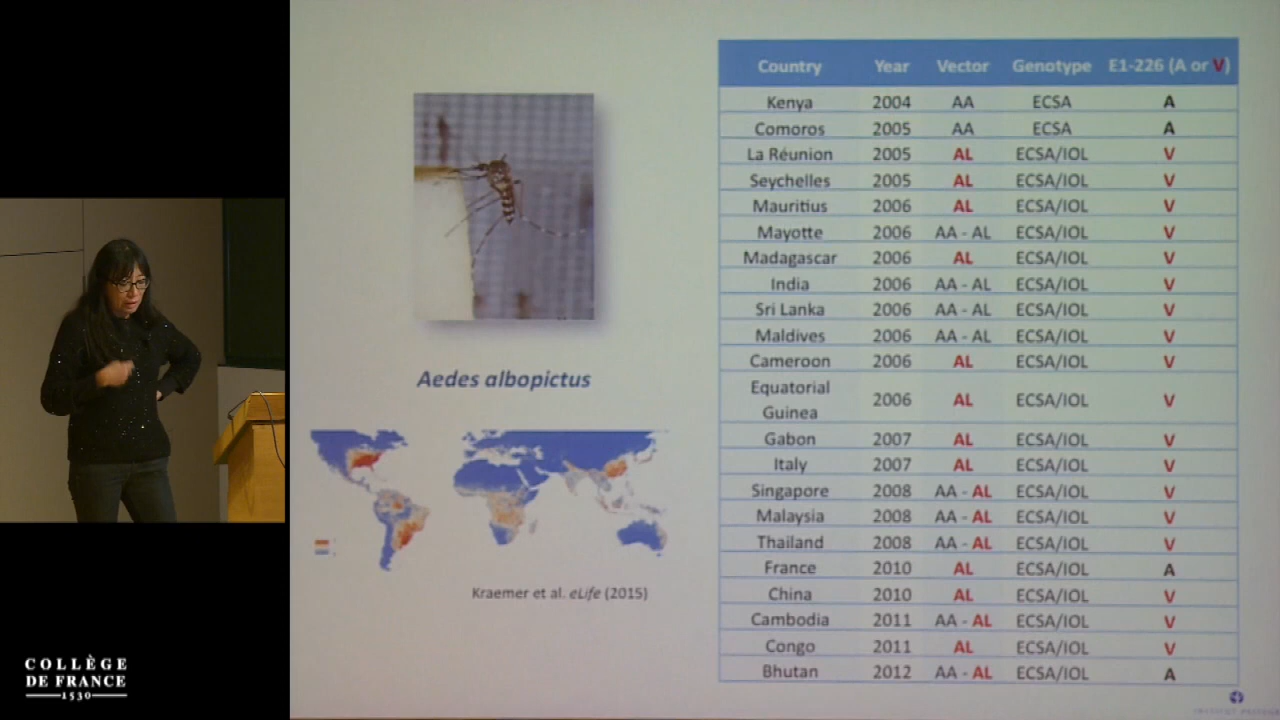 Country Year Vector Genotype E1-226 (A or V)
Kenya 2004 AA ECSA A
Comoros 2005 AA ECSA A
La Réunion 2005 AL ECSA/IOL V
Seychelles 2005 AL ECSA/IOL V
Mauritius 2006 AL ECSA/IOL V
Mayotte 2006 AA - AL ECSA/IOL V
Madagascar 2006 AL ECSA/IOL V
India 2006 AA - AL ECSA/IOL V
Sri Lanka 2006 AA - AL ECSA/IOL V
Maldives 2006 AA - AL ECSA/IOL V
Cameroon 2006 AL ECSA/IOL V
Equatorial
Guinea 2006 AL ECSA/IOL V
Gabon 2007 AL ECSA/IOL V
Italy 2007 AL ECSA/IOL V
Singapore 2008 AA - AL ECSA/IOL V
Malaysia 2008 AA - AL ECSA/IOL V
Thailand 2008 AA - AL ECSA/IOL V
France 2010 AL ECSA/IOL A
China 2010 AL ECSA/IOL V
Cambodia 2011 AA - AL ECSA/IOL V
Congo 2011 AL ECSA/IOL V
Bhutan 2012 AA - AL ECSA/IOL A
Aedes albopictus
Kraemer et al. eLife (2015)
COLLÈGE
DE FRANCE
1530